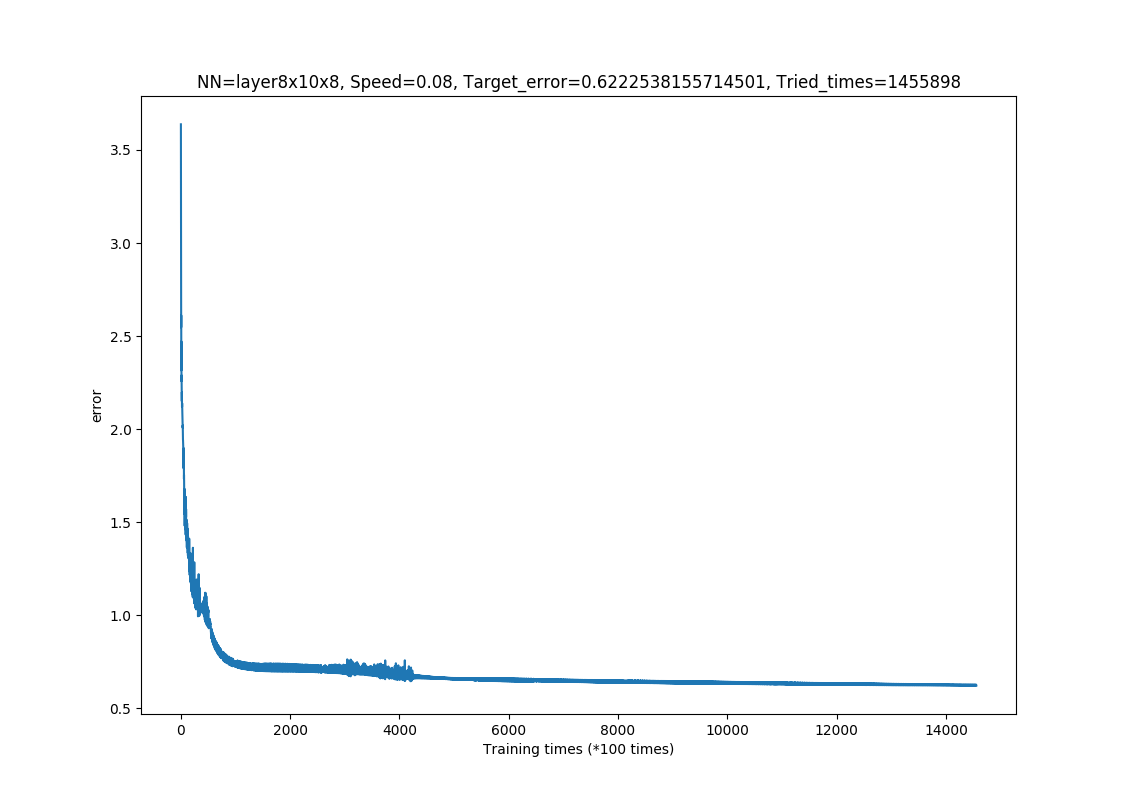 NN=layer8x10x8, Speed=0.08, Target_error=0.6222538155714501, Tried_times=1455898
3.5
3.0
2.5
2.0
1.5
1.0
0.5
error
0 2000 4000 6000 8000 10000 12000 14000
Training times (*100 times)